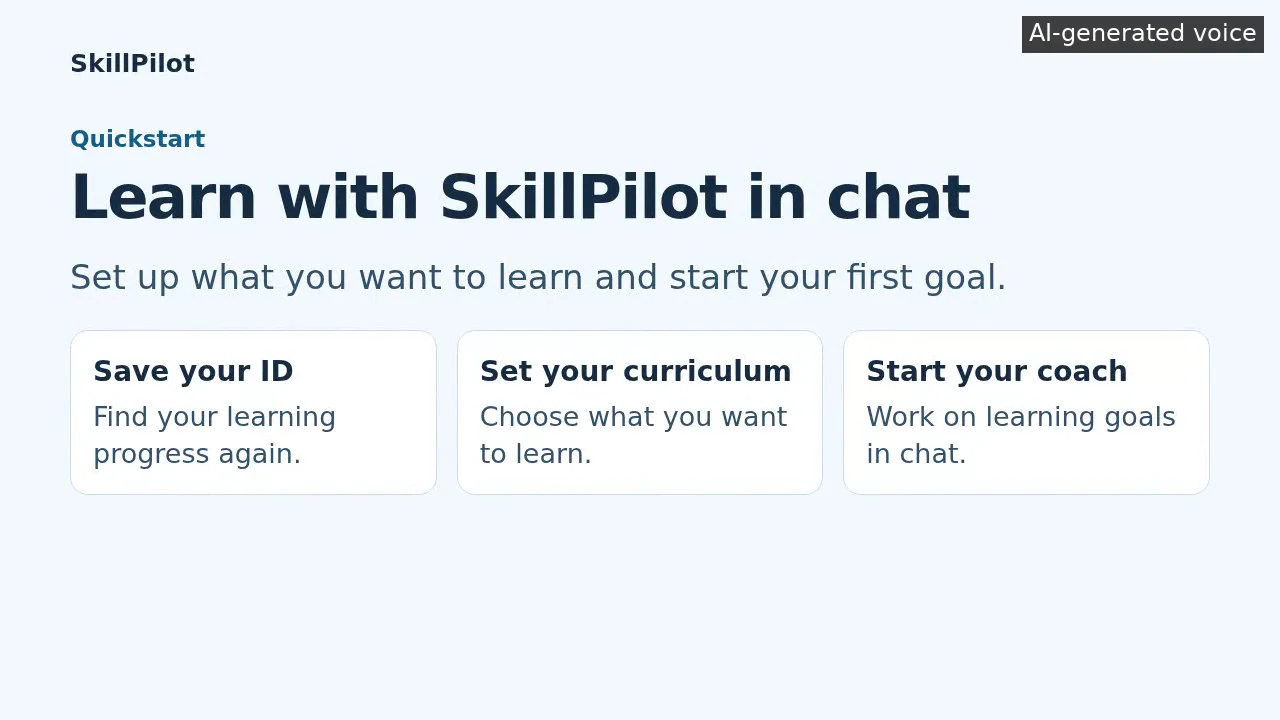 AI-generated voice
SkillPilot
Quickstart
Learn with SkillPilot in chat
Set up what you want to learn and start your first goal.
Save your ID
Find your learning
progress again.
Set your curriculum
Choose what you want
to learn.
Start your coach
Work on learning goals
in chat.